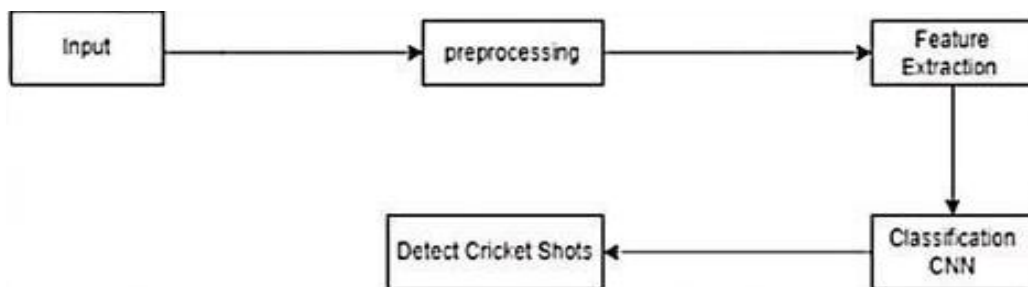 Input
preprocessing
Feature
Extraction
Classification
CNN
Detect Cricket Shots